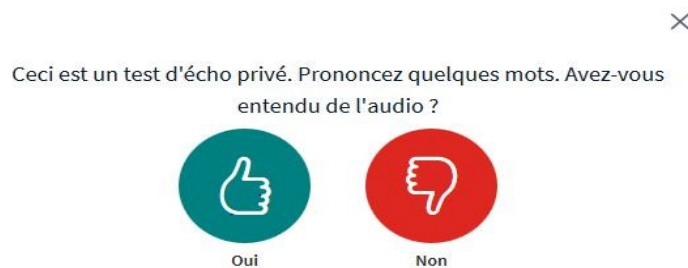 Ceci est un test d'écho privé. Prononcez quelques mots. Avez-vous
entendu de l'audio ?
Oui Non